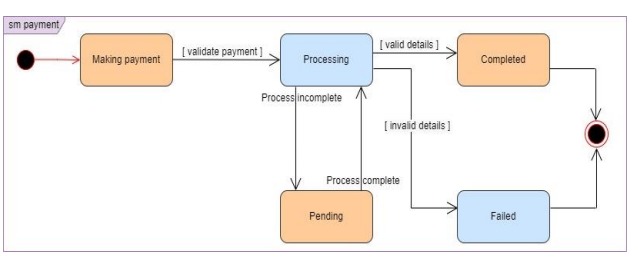 sm payment
Making payment
[ validate payment ]
Processing
[ valid details ]
Completed
Process incomplete
[ invalid details ]
Process complete
Pending
Failed